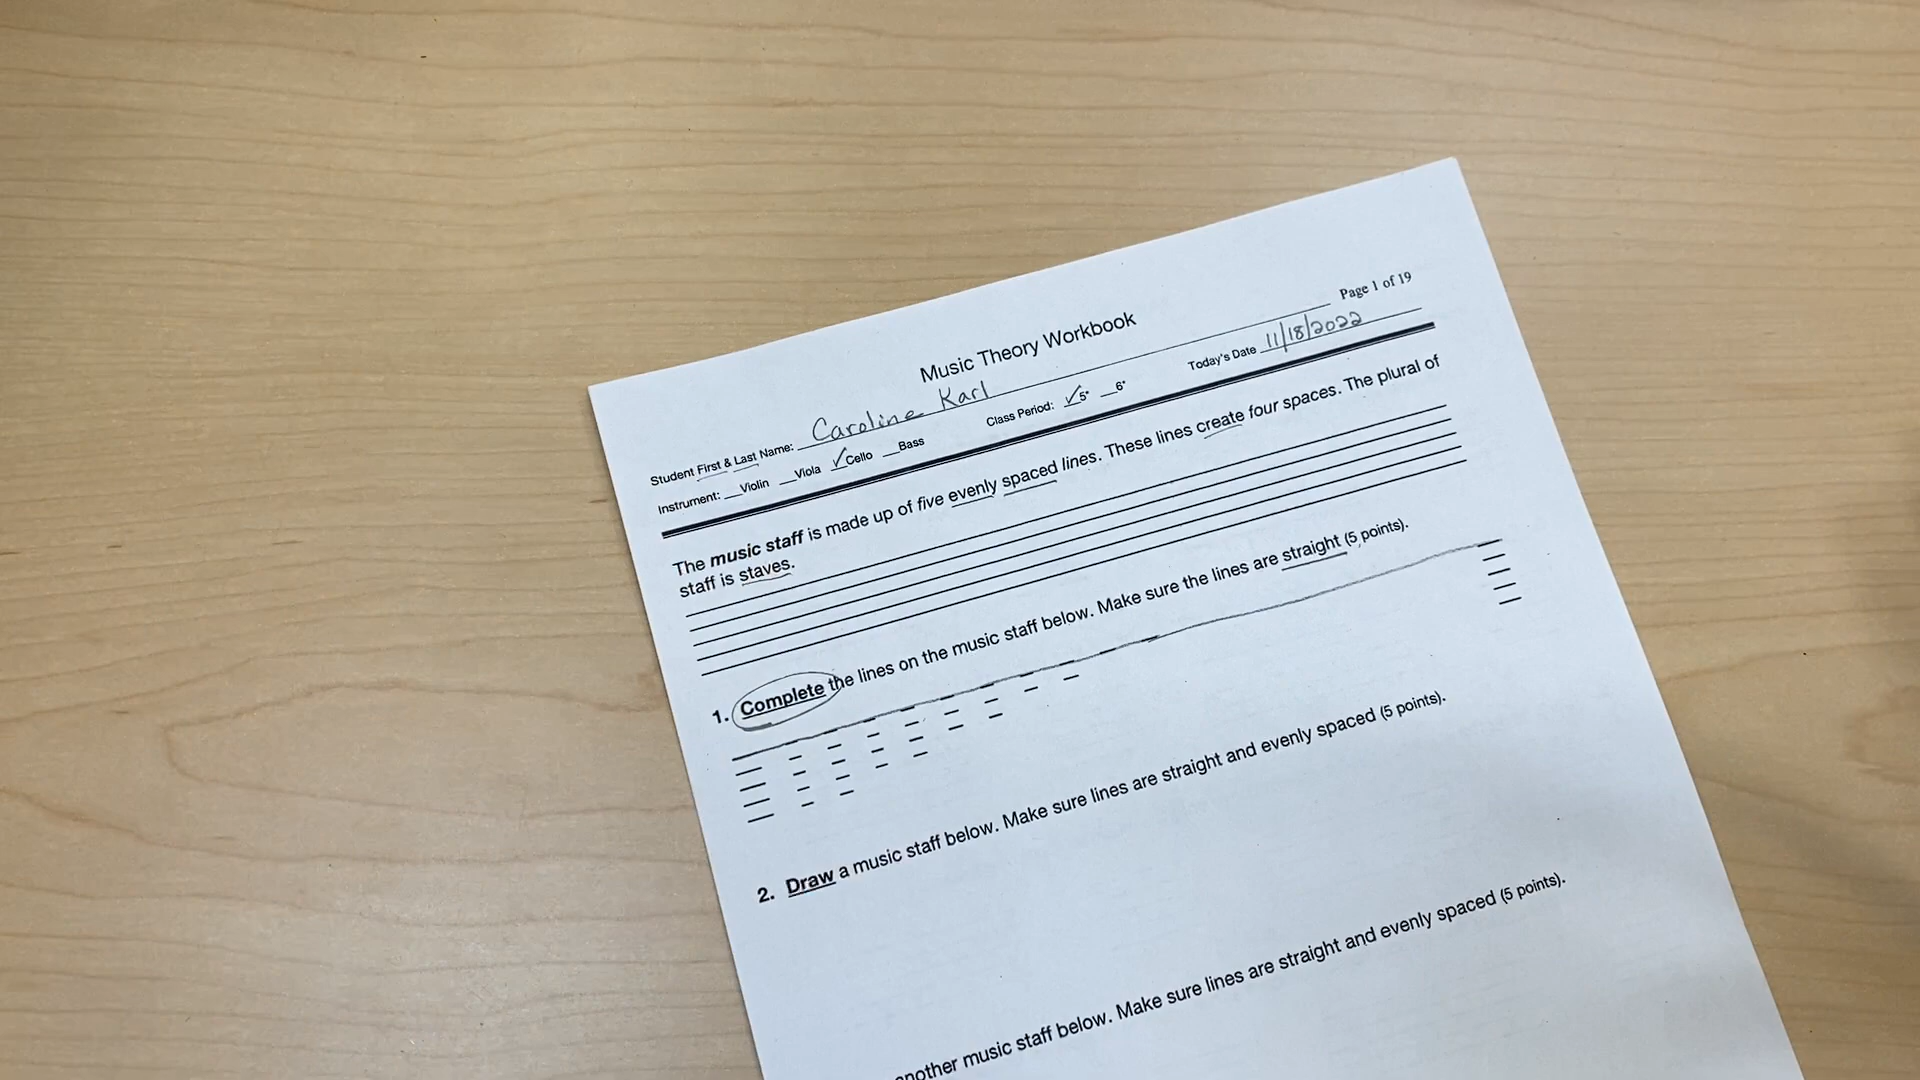 Page 1 of 19
Music Theory Workbook
Student First & Last Name: Caroline Karl
Instrument: __Violin __Viola ✓Cello __Bass Class Period: ✓5° __6° Today's Date 11/18/2022
The music staff is made up of five evenly spaced lines. These lines create four spaces. The plural of
staff is staves.
1. Complete the lines on the music staff below. Make sure the lines are straight (5 points).
2. Draw a music staff below. Make sure lines are straight and evenly spaced (5 points).
another music staff below. Make sure lines are straight and evenly spaced (5 points).